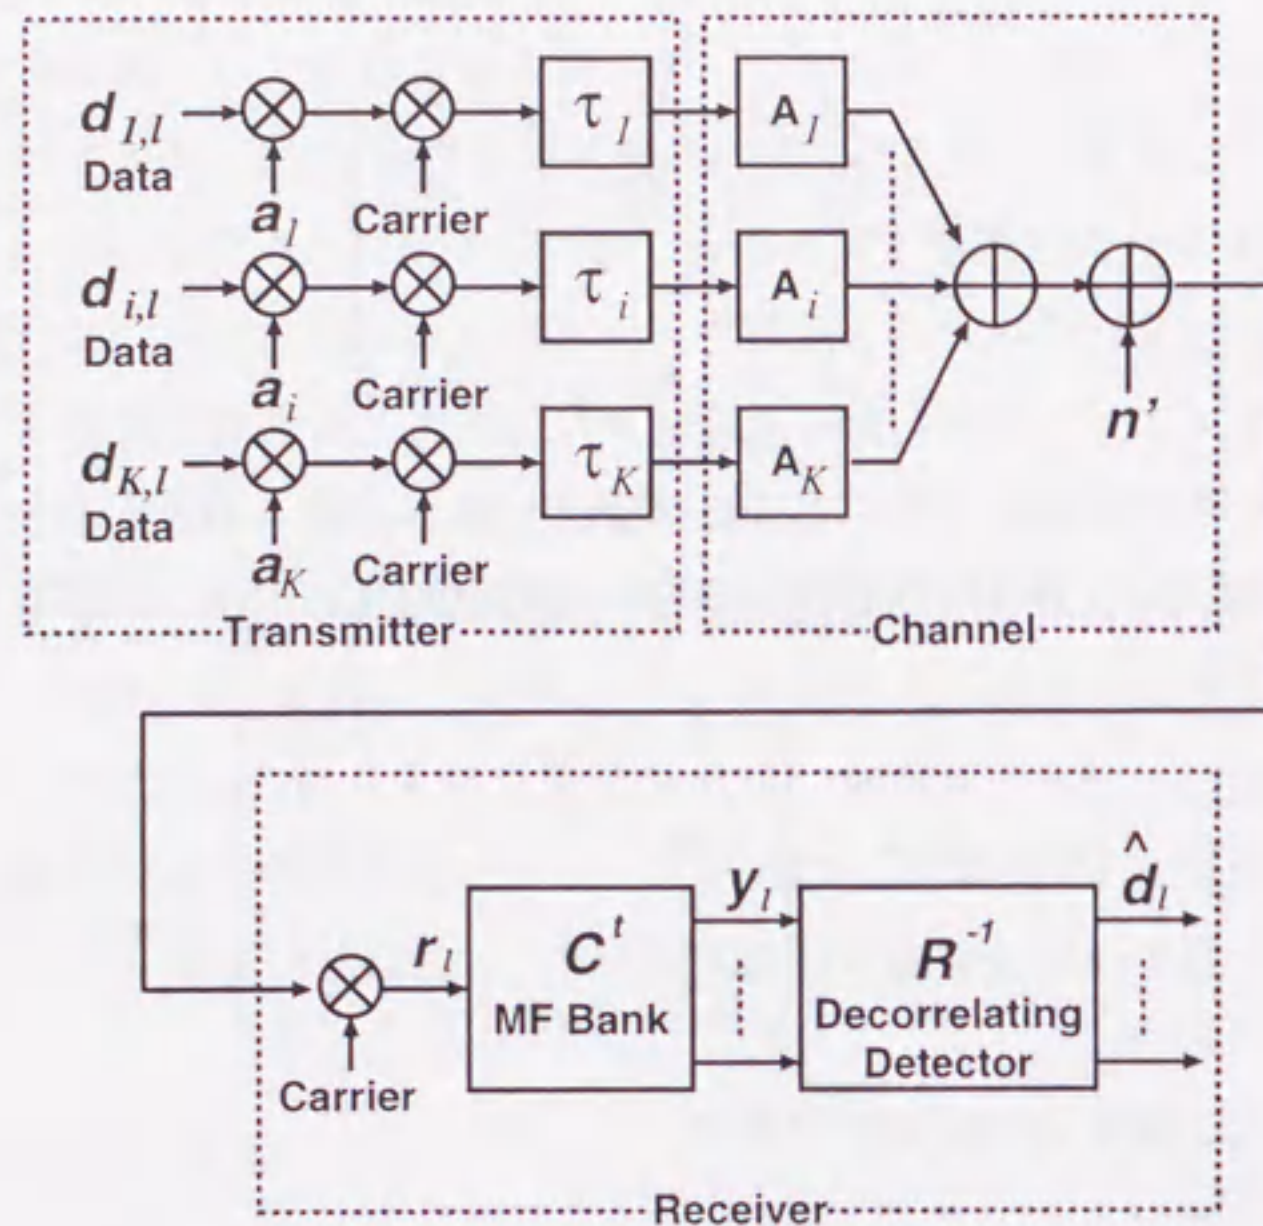 d1,l
Data
a1
Carrier
τ1
A1
di,l
Data
ai
Carrier
τi
Ai
dK,l
Data
aK
Carrier
τK
AK
n'
Transmitter
Channel
Carrier
rl
C^t
MF Bank
yl
R^-1
Decorrelating
Detector
d̂l
Receiver